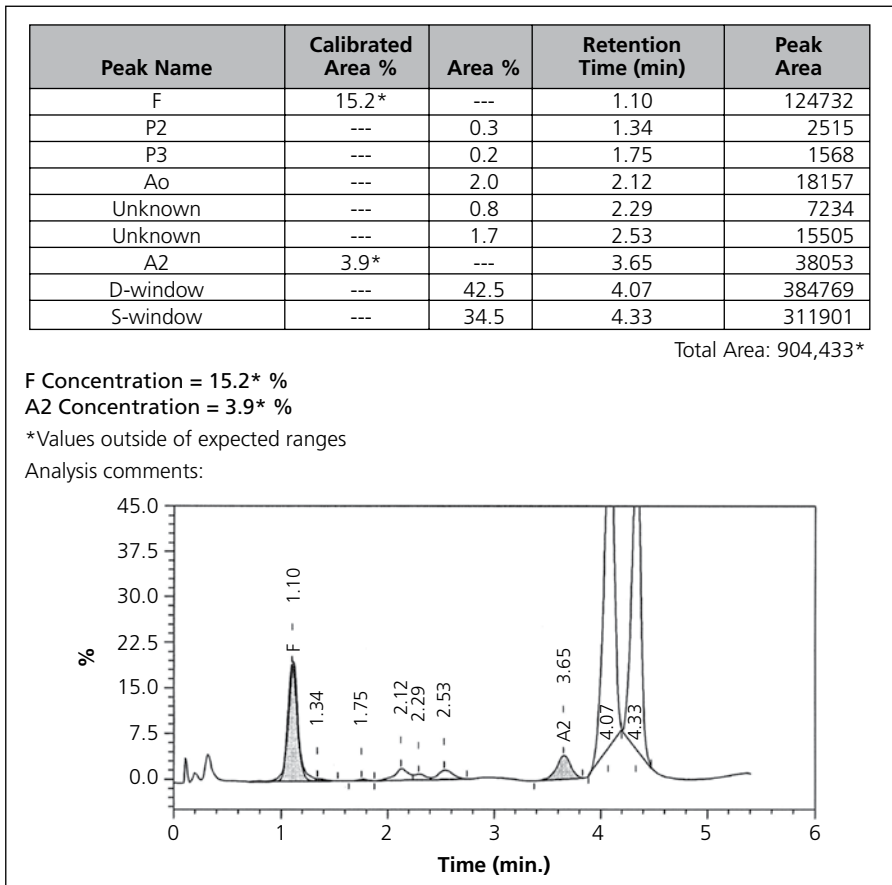 Peak Name Calibrated Area % Area % Retention Time (min) Peak Area
F 15.2* --- 1.10 124732
P2 --- 0.3 1.34 2515
P3 --- 0.2 1.75 1568
Ao --- 2.0 2.12 18157
Unknown --- 0.8 2.29 7234
Unknown --- 1.7 2.53 15505
A2 3.9* --- 3.65 38053
D-window --- 42.5 4.07 384769
S-window --- 34.5 4.33 311901
Total Area: 904,433*
F Concentration = 15.2* %
A2 Concentration = 3.9* %
*Values outside of expected ranges
Analysis comments:
45.0
37.5
30.0
22.5
15.0
7.5
0.0
%
F 1.10
1.34
1.75
2.12
2.29
2.53
A2 3.65
4.07
4.33
0 1 2 3 4 5 6
Time (min.)